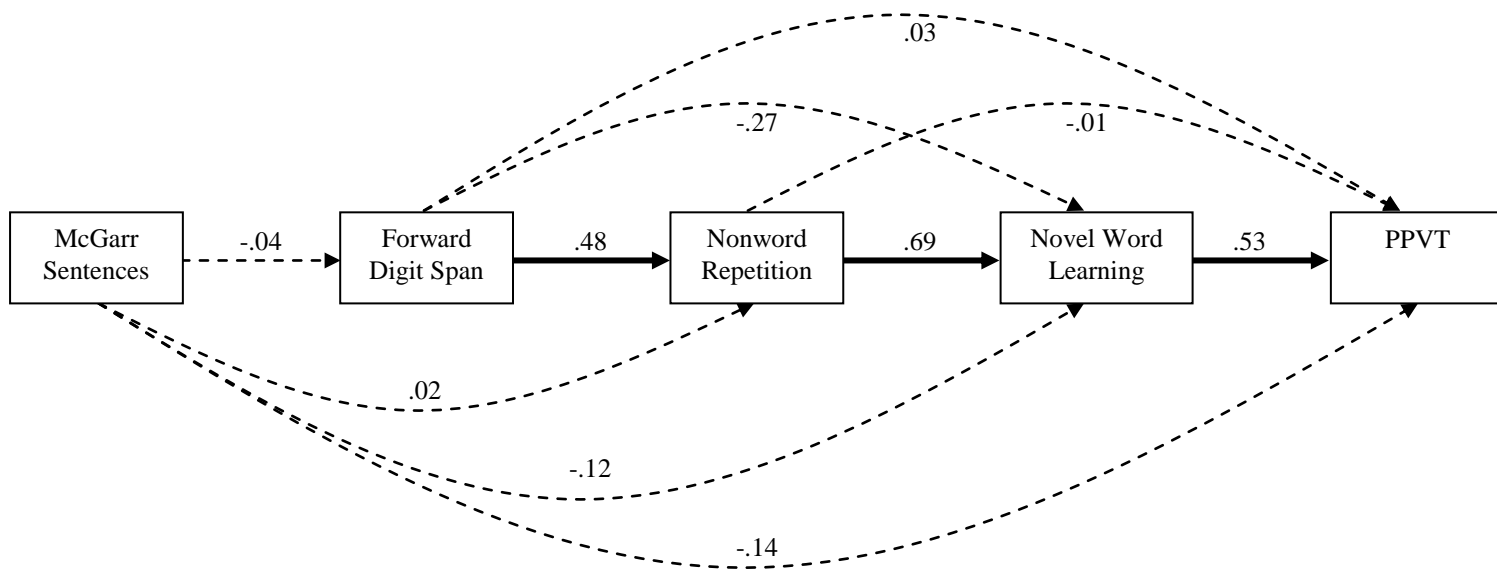 .03
-.27
-.01
McGarr
Sentences
-.04
Forward
Digit Span
.48
Nonword
Repetition
.69
Novel Word
Learning
.53
PPVT
.02
-.12
-.14